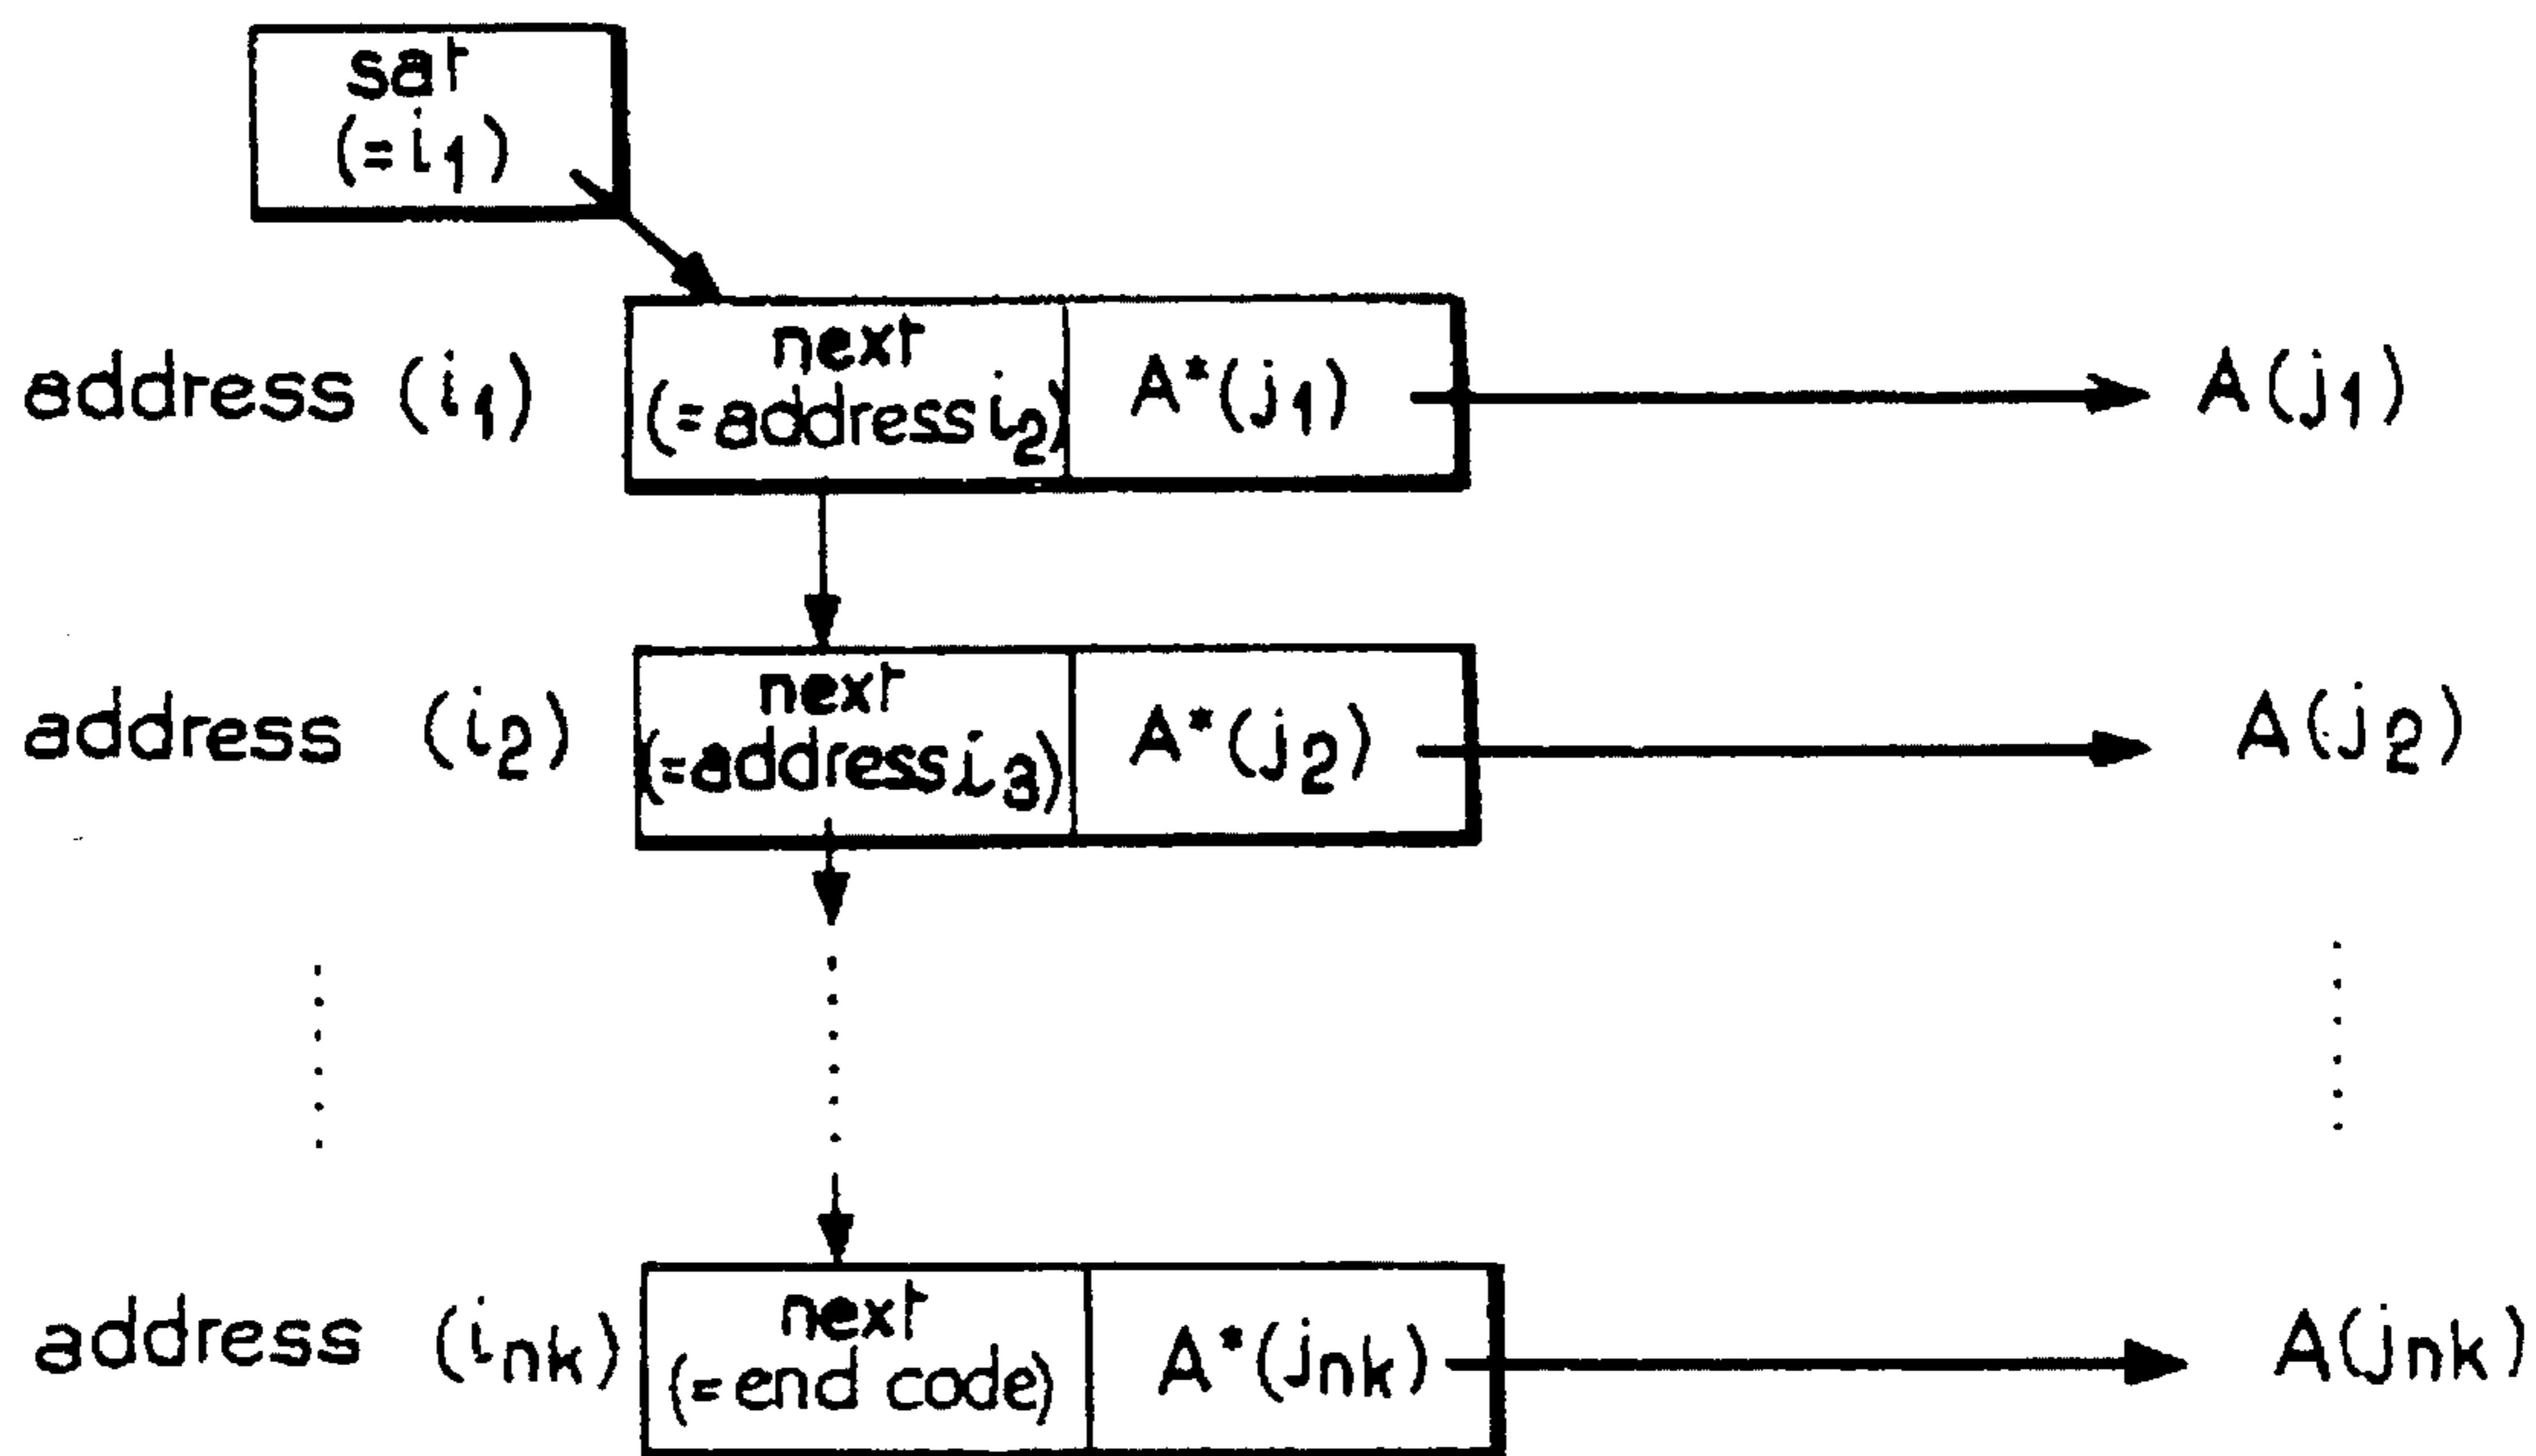 sat
(=i₁)
address (i₁)
next
(=address i₂)
A*(j₁)
A(j₁)
address (i₂)
next
(=address i₃)
A*(j₂)
A(j₂)
address (iₙₖ)
next
(=end code)
A*(jₙₖ)
A(jₙₖ)